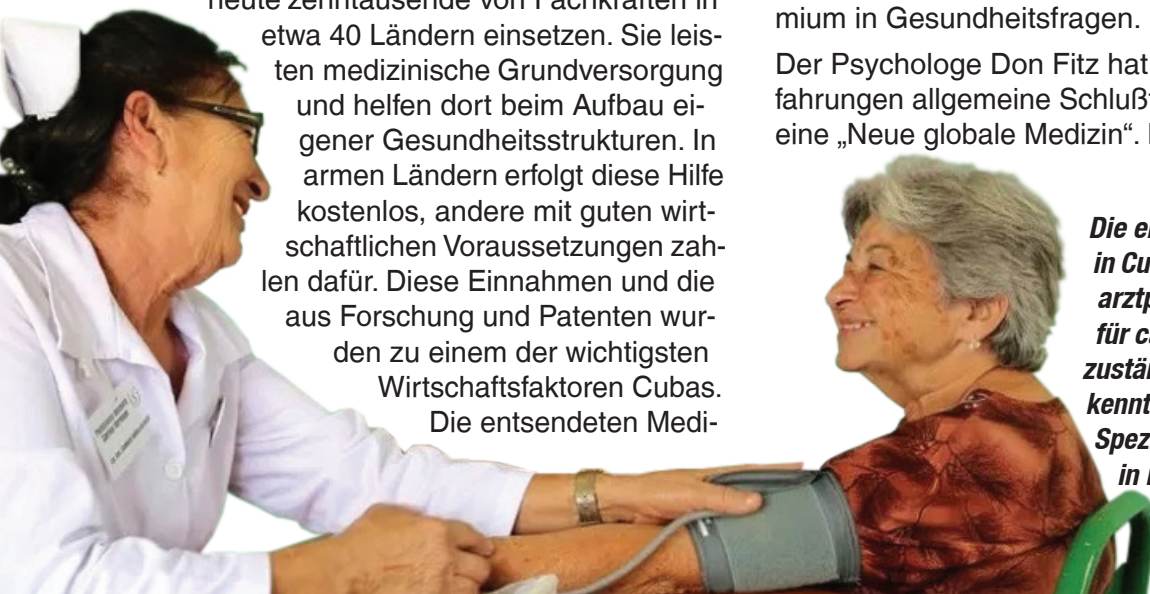 heute zehntausende von Fachkräften in
etwa 40 Ländern einsetzen. Sie leis-
ten medizinische Grundversorgung
und helfen dort beim Aufbau ei-
gener Gesundheitsstrukturen. In
armen Ländern erfolgt diese Hilfe
kostenlos, andere mit guten wirt-
schaftlichen Voraussetzungen zah-
len dafür. Diese Einnahmen und die
aus Forschung und Patenten wur-
den zu einem der wichtigsten
Wirtschaftsfaktoren Cubas.
Die entsendeten Medi-
mium in Gesundheitsfragen.
Der Psychologe Don Fitz hat
fahrungen allgemeine Schluß
eine „Neue globale Medizin“.
Die e
in Cu
arztp
für c
zustä
kennt
Spez
in